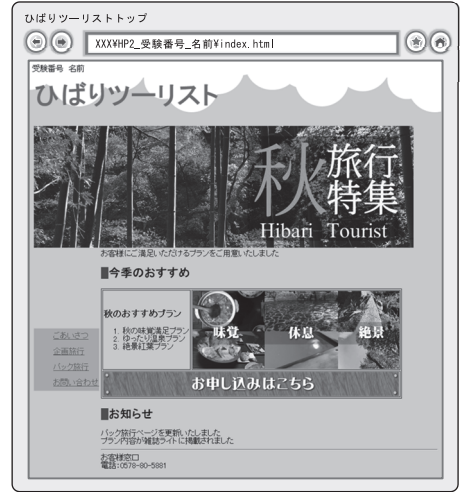 ひばりツーリストトップ
XXX¥HP2_受験番号_名前¥index.html
受験番号 名前
ひばりツーリスト
秋旅行特集
Hibari Tourist
お客様にご満足いただけるプランをご用意いたしました
■今季のおすすめ
秋のおすすめプラン
1. 秋の味覚満足プラン
2. ゆったり温泉プラン
3. 絶景紅葉プラン
味覚 休息 絶景
お申し込みはこちら
ごあいさつ
企画旅行
パック旅行
お問い合わせ
■お知らせ
パック旅行ページを更新いたしました
プラン内容が雑誌ライトに掲載されました
お客様窓口
電話:0578-80-5881